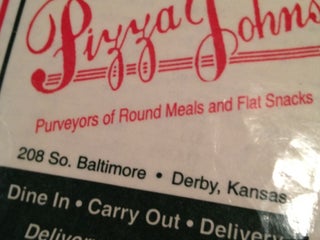 Pizza Johns
Purveyors of Round Meals and Flat Snacks
208 So. Baltimore • Derby, Kansas
Dine In • Carry Out • Delivery
Delivery